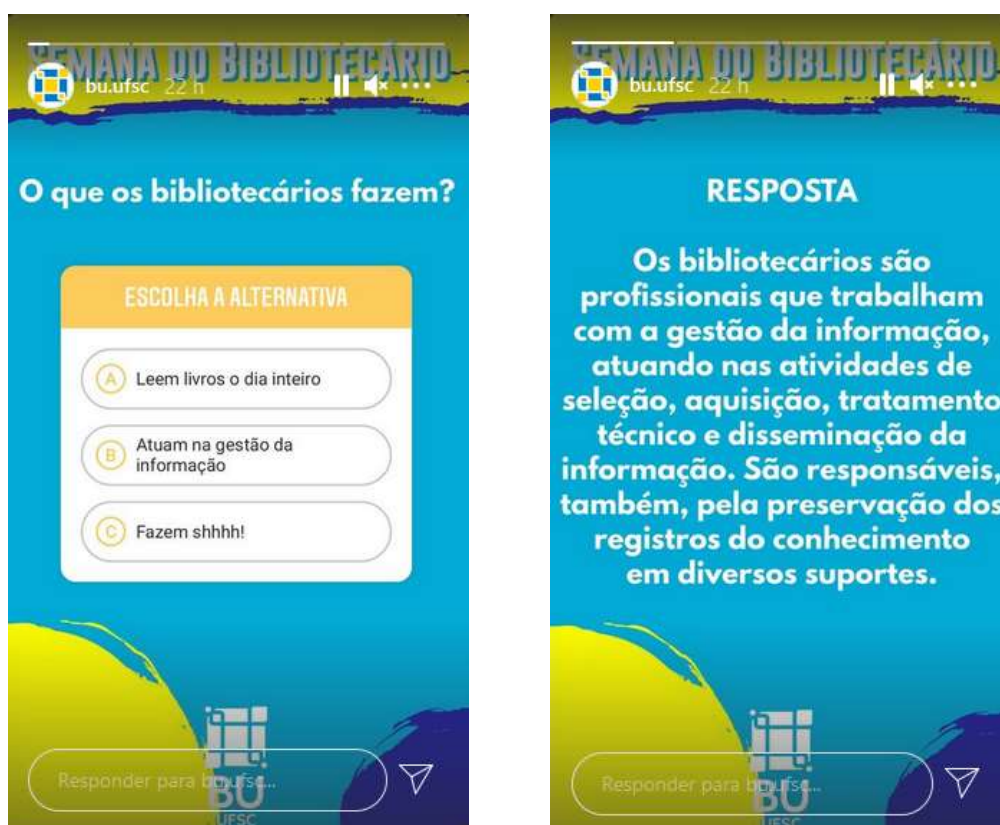 SEMANA DO BIBLIOTECÁRIO
bu.ufsc 22 h
O que os bibliotecários fazem?
ESCOLHA A ALTERNATIVA
A Leem livros o dia inteiro
B Atuam na gestão da
informação
C Fazem shhhh!
Responder para bu.ufsc...
BU
UFSC
SEMANA DO BIBLIOTECÁRIO
bu.ufsc 22 h
RESPOSTA
Os bibliotecários são
profissionais que trabalham
com a gestão da informação,
atuando nas atividades de
seleção, aquisição, tratamento
técnico e disseminação da
informação. São responsáveis,
também, pela preservação dos
registros do conhecimento
em diversos suportes.
Responder para bu.ufsc...
BU
UFSC